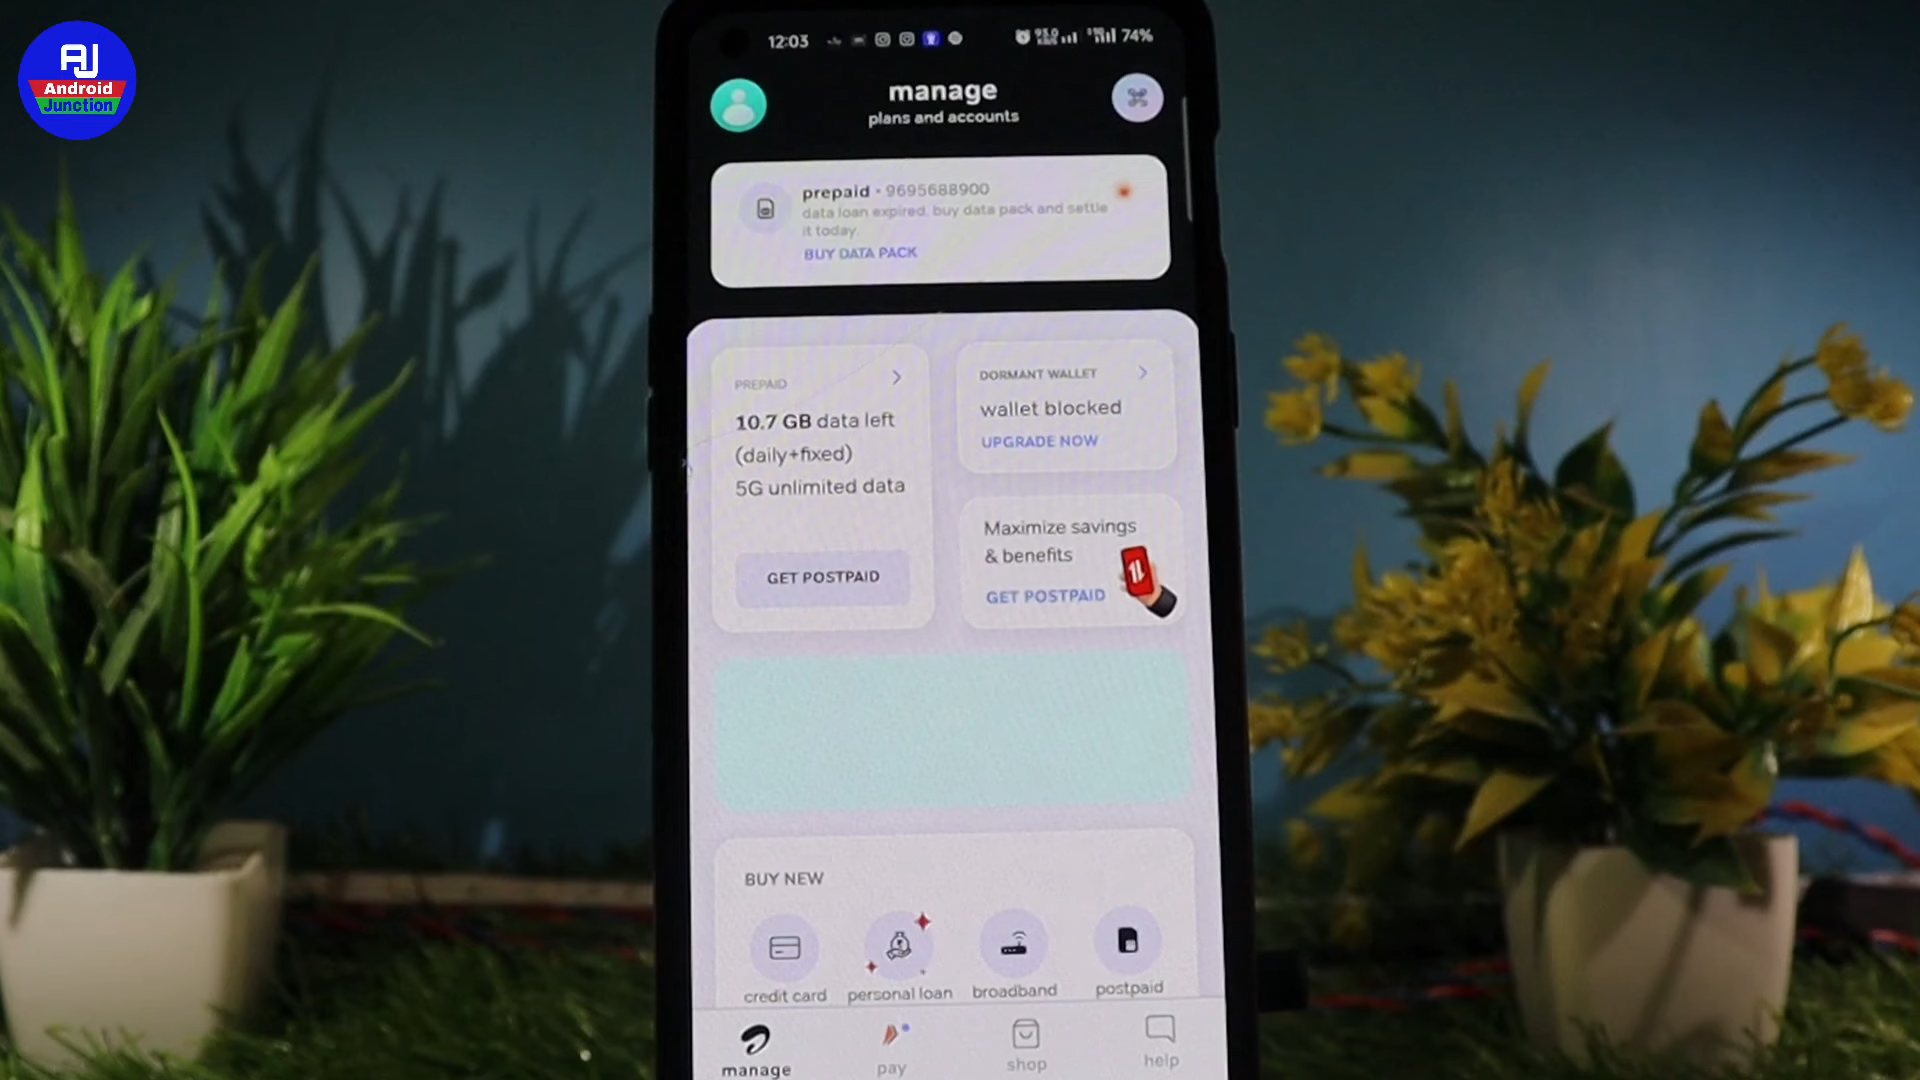 AJ
Android
Junction
12:03
74%
manage
plans and accounts
prepaid • 9695688900
data loan expired, buy data pack and settle
it today.
BUY DATA PACK
PREPAID
10.7 GB data left
(daily+fixed)
5G unlimited data
GET POSTPAID
DORMANT WALLET
wallet blocked
UPGRADE NOW
Maximize savings
& benefits
GET POSTPAID
BUY NEW
credit card
personal loan
broadband
postpaid
manage
pay
shop
help